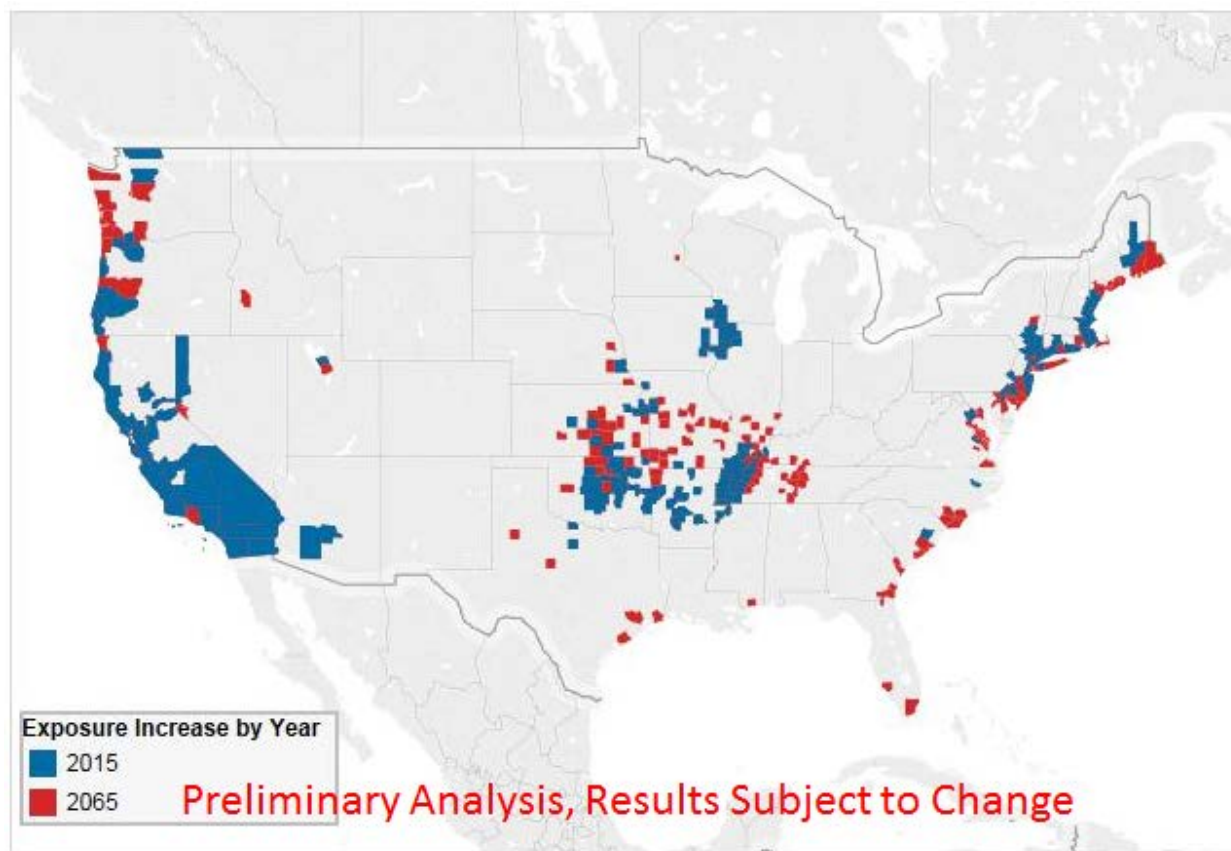 Exposure Increase by Year
2015
2065
Preliminary Analysis, Results Subject to Change